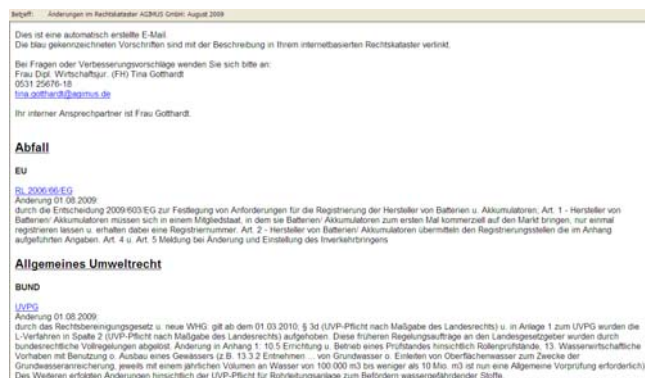 Betreff: Änderungen im Rechtskataster AGIMUS GmbH: August 2009
Dies ist eine automatisch erstellte E-Mail.
Die blau gekennzeichneten Vorschriften sind mit der Beschreibung in Ihrem internetbasierten Rechtskataster verlinkt.
Bei Fragen oder Verbesserungsvorschläge wenden Sie sich bitte an:
Frau Dipl. Wirtschaftsjur. (FH) Tina Gotthardt
0531 25676-18
tina.gotthardt@agimus.de
Ihr interner Ansprechpartner ist Frau Gotthardt.
Abfall
EU
RL 2006/66/EG
Änderung 01.08.2009:
durch die Entscheidung 2009/603/EG zur Festlegung von Anforderungen für die Registrierung der Hersteller von Batterien u. Akkumulatoren; Art. 1 - Hersteller von
Batterien/ Akkumulatoren müssen sich in einem Mitgliedstaat, in dem sie Batterien/ Akkumulatoren zum ersten Mal kommerziell auf den Markt bringen, nur einmal
registrieren lassen u. erhalten dabei eine Registriernummer. Art. 2 - Hersteller von Batterien/ Akkumulatoren übermitteln den Registrierungsstellen die im Anhang
aufgeführten Angaben. Art. 4 u. Art. 5 Meldung bei Änderung und Einstellung des Inverkehrbringens
Allgemeines Umweltrecht
BUND
UVPG
Änderung 01.08.2009:
durch das Rechtsbereinigungsgesetz u. neue WHG: gilt ab dem 01.03.2010; § 3d (UVP-Pflicht nach Maßgabe des Landesrechts) u. in Anlage 1 zum UVPG wurden die
L-Verfahren in Spalte 2 (UVP-Pflicht nach Maßgabe des Landesrechts) aufgehoben. Diese früheren Regelungsaufträge an den Landesgesetzgeber wurden durch
bundesrechtliche Vollregelungen abgelöst. Änderung in Anhang 1: 10.5 Errichtung u. Betrieb eines Prüfstandes hinsichtlich Rollenprüfstände, 13. Wasserwirtschaftliche
Vorhaben mit Benutzung o. Ausbau eines Gewässers (z.B. 13.3.2 Entnehmen ... von Grundwasser o. Einleiten von Oberflächenwasser zum Zwecke der
Grundwasseranreicherung, jeweils mit einem jährlichen Volumen an Wasser von 100.000 m3 bis weniger als 10 Mio. m3 ist nun eine Allgemeine Vorprüfung erforderlich).
Des Weiteren erfolgten Änderungen hinsichtlich der UVP-Pflicht für Rohrleitungsanlage zum Befördern wassergefährdender Stoffe.